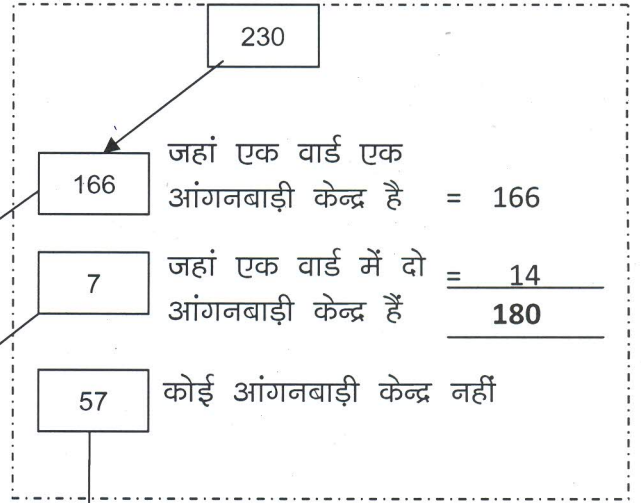 230
जहां एक वार्ड एक
166 आंगनबाड़ी केन्द्र है = 166
जहां एक वार्ड में दो = 14
7 आंगनबाड़ी केन्द्र हैं 180
57 कोई आंगनबाड़ी केन्द्र नहीं